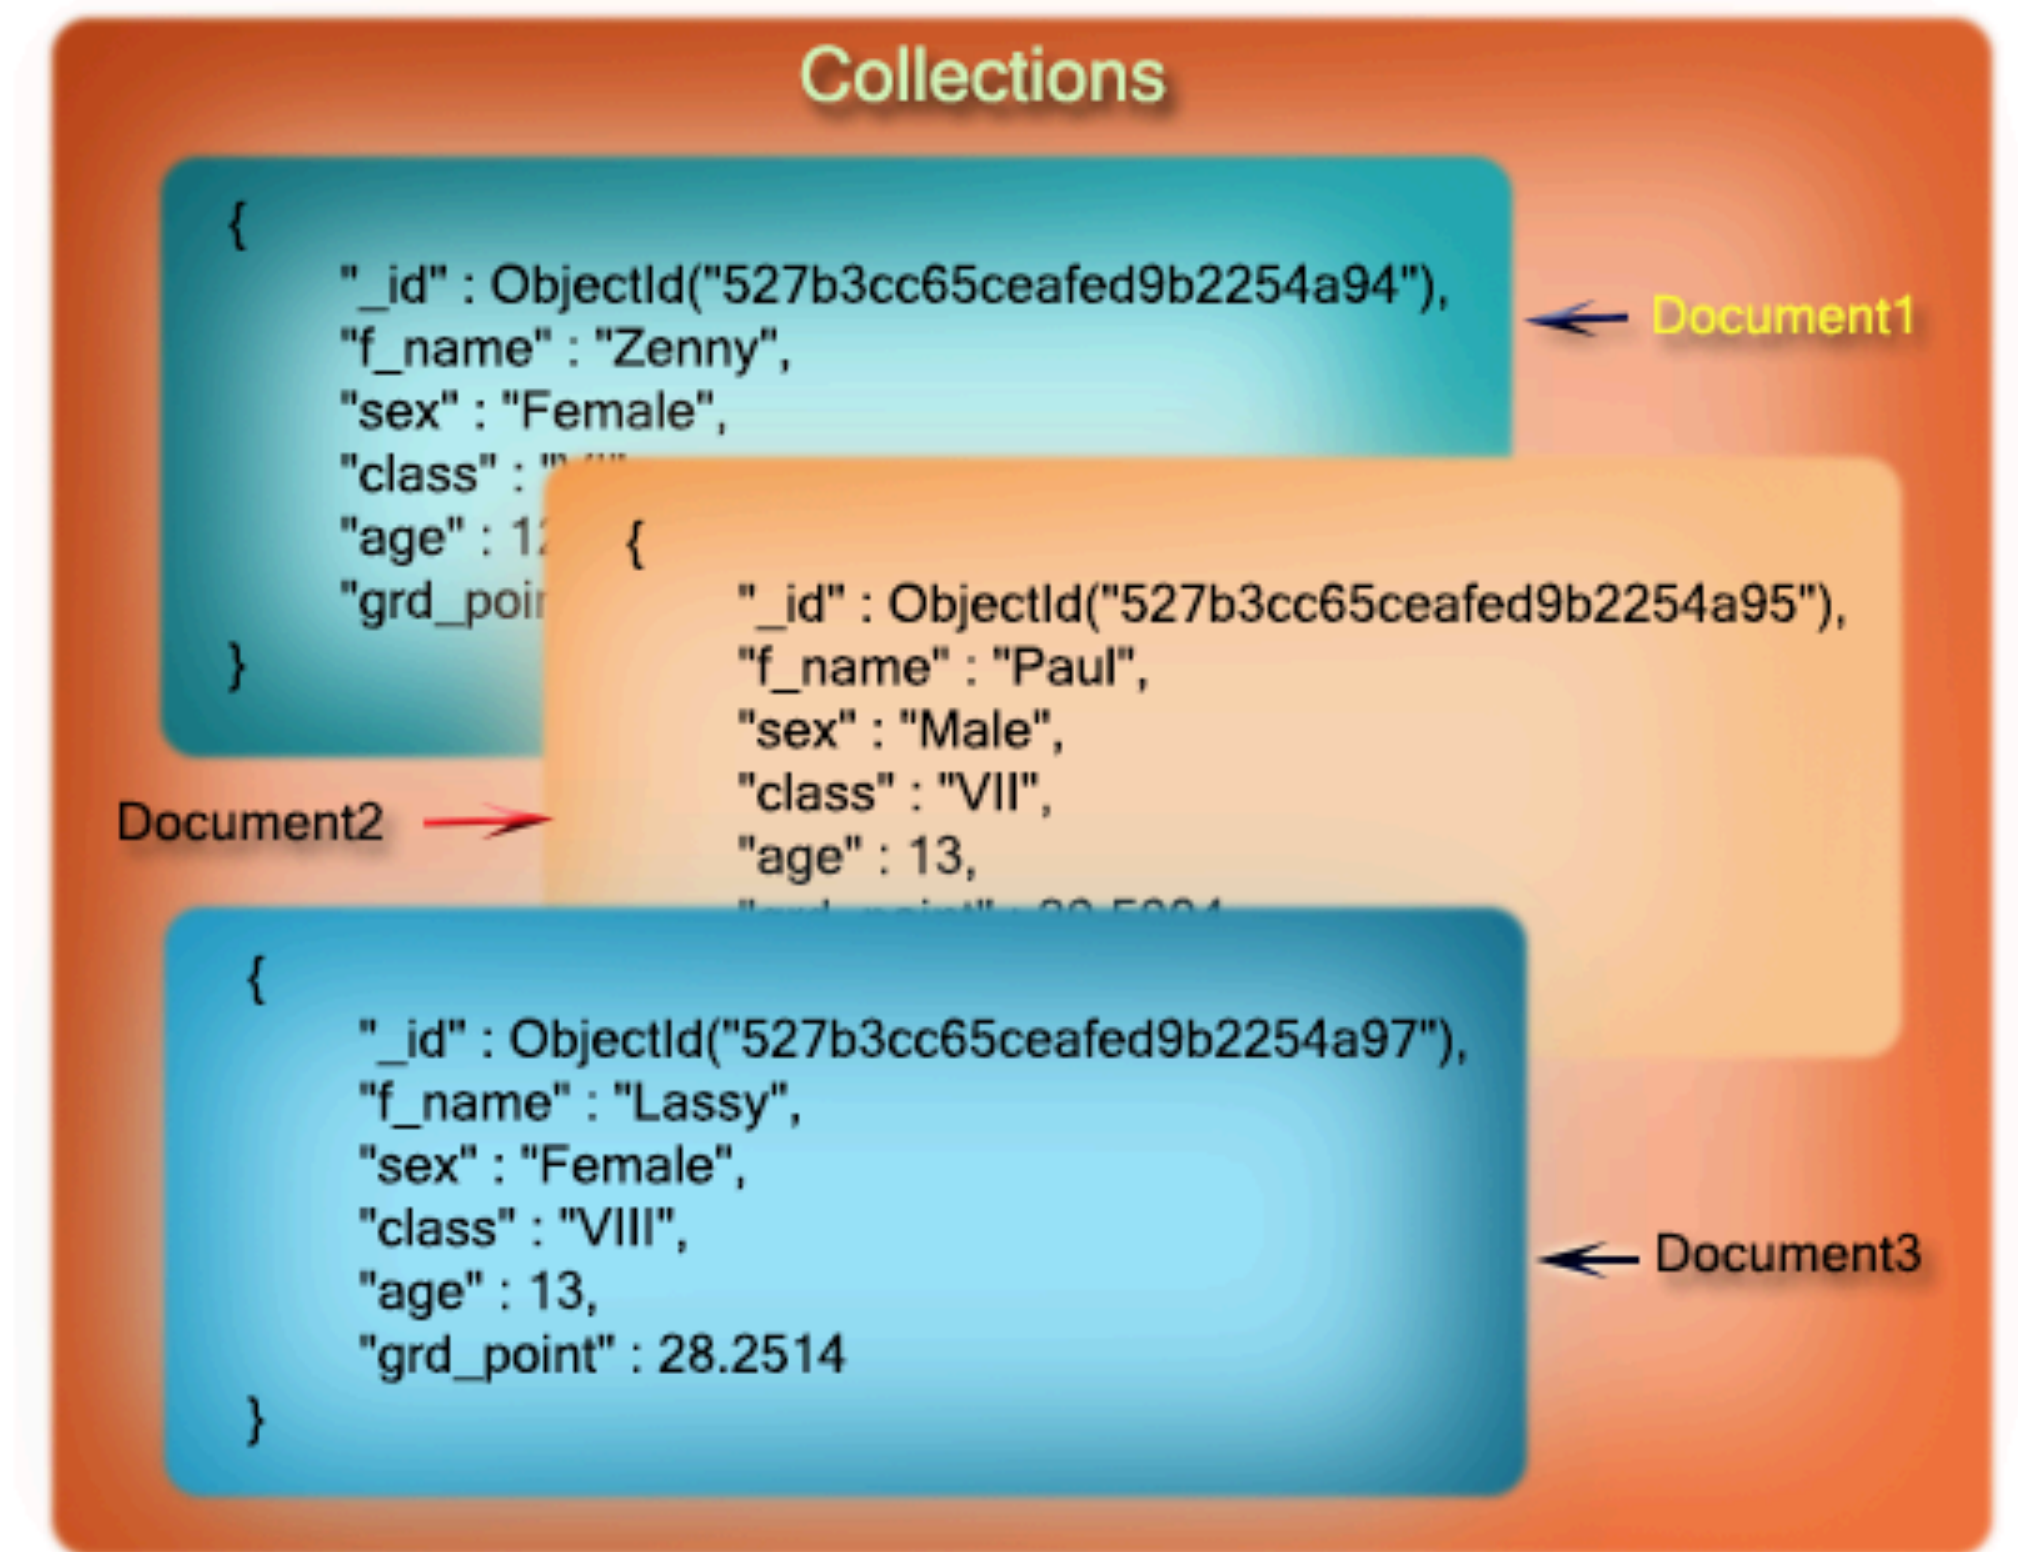 Collections
{
"_id" : ObjectId("527b3cc65ceafed9b2254a94"),
"f_name" : "Zenny",
"sex" : "Female",
"class" :
"age" :
}
Document1
{
"_id" : ObjectId("527b3cc65ceafed9b2254a95"),
"f_name" : "Paul",
"sex" : "Male",
"class" : "VII",
"age" : 13,
Document2
{
"_id" : ObjectId("527b3cc65ceafed9b2254a97"),
"f_name" : "Lassy",
"sex" : "Female",
"class" : "VIII",
"age" : 13,
"grd_point" : 28.2514
}
Document3